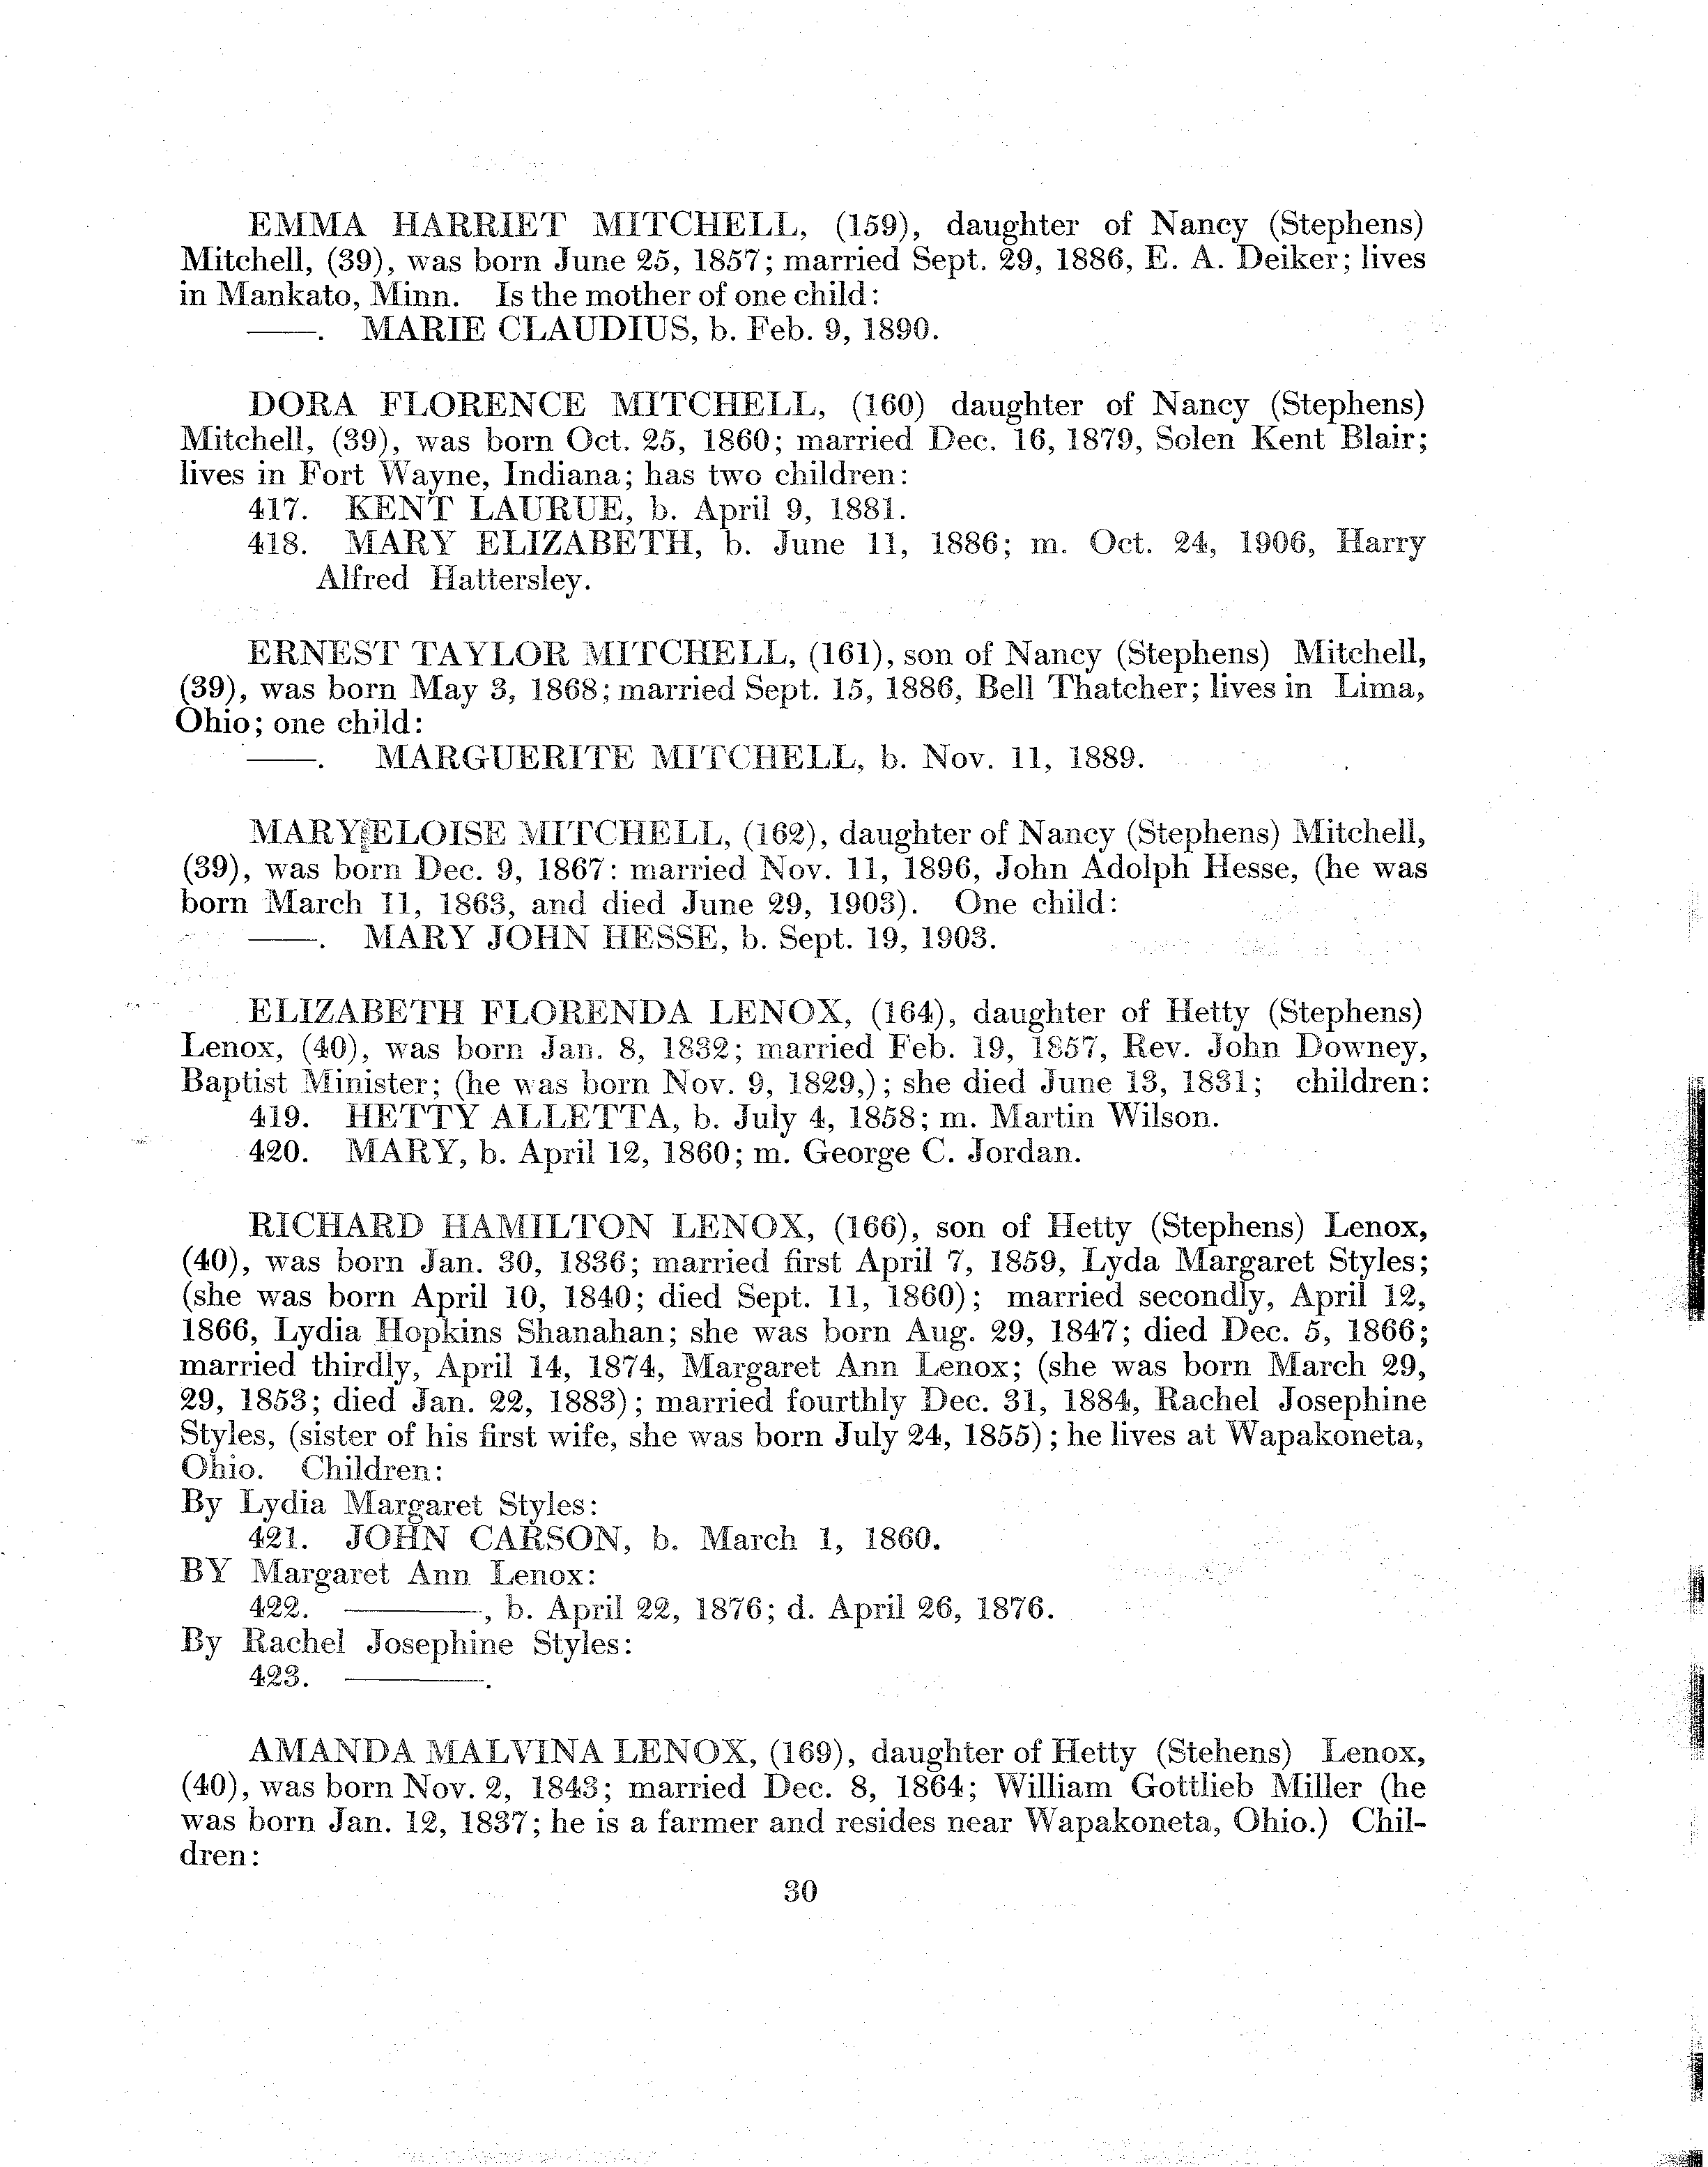 EMMA HARRIET MITCHELL, (159), daughter of Nancy (Stephens)
Mitchell, (39), was born June 25, 1857; married Sept. 29, 1886, E. A. Deiker; lives
in Mankato, Minn. Is the mother of one child:
——. MARIE CLAUDIUS, b. Feb. 9, 1890.
DORA FLORENCE MITCHELL, (160) daughter of Nancy (Stephens)
Mitchell, (39), was born Oct. 25, 1860; married Dec. 16, 1879, Solen Kent Blair;
lives in Fort Wayne, Indiana; has two children:
417. KENT LAURUE, b. April 9, 1881.
418. MARY ELIZABETH, b. June 11, 1886; m. Oct. 24, 1906, Harry
Alfred Hattersley.
ERNEST TAYLOR MITCHELL, (161), son of Nancy (Stephens) Mitchell,
(39), was born May 3, 1868; married Sept. 15, 1886, Bell Thatcher; lives in Lima,
Ohio; one child:
——. MARGUERITE MITCHELL, b. Nov. 11, 1889.
MARY ELOISE MITCHELL, (162), daughter of Nancy (Stephens) Mitchell,
(39), was born Dec. 9, 1867: married Nov. 11, 1896, John Adolph Hesse, (he was
born March 11, 1863, and died June 29, 1903). One child:
——. MARY JOHN HESSE, b. Sept. 19, 1903.
ELIZABETH FLORENDA LENOX, (164), daughter of Hetty (Stephens)
Lenox, (40), was born Jan. 8, 1832; married Feb. 19, 1857, Rev. John Downey,
Baptist Minister; (he was born Nov. 9, 1829,); she died June 13, 1831; children:
419. HETTY ALLETTA, b. July 4, 1858; m. Martin Wilson.
420. MARY, b. April 12, 1860; m. George C. Jordan.
RICHARD HAMILTON LENOX, (166), son of Hetty (Stephens) Lenox,
(40), was born Jan. 30, 1836; married first April 7, 1859, Lyda Margaret Styles;
(she was born April 10, 1840; died Sept. 11, 1860); married secondly, April 12,
1866, Lydia Hopkins Shanahan; she was born Aug. 29, 1847; died Dec. 5, 1866;
married thirdly, April 14, 1874, Margaret Ann Lenox; (she was born March 29,
29, 1853; died Jan. 22, 1883); married fourthly Dec. 31, 1884, Rachel Josephine
Styles, (sister of his first wife, she was born July 24, 1855); he lives at Wapakoneta,
Ohio. Children:
By Lydia Margaret Styles:
421. JOHN CARSON, b. March 1, 1860.
BY Margaret Ann Lenox:
422. ————, b. April 22, 1876; d. April 26, 1876.
By Rachel Josephine Styles:
423. ————.
AMANDA MALVINA LENOX, (169), daughter of Hetty (Stehens) Lenox,
(40), was born Nov. 2, 1843; married Dec. 8, 1864; William Gottlieb Miller (he
was born Jan. 12, 1837; he is a farmer and resides near Wapakoneta, Ohio.) Chil-
dren:
30